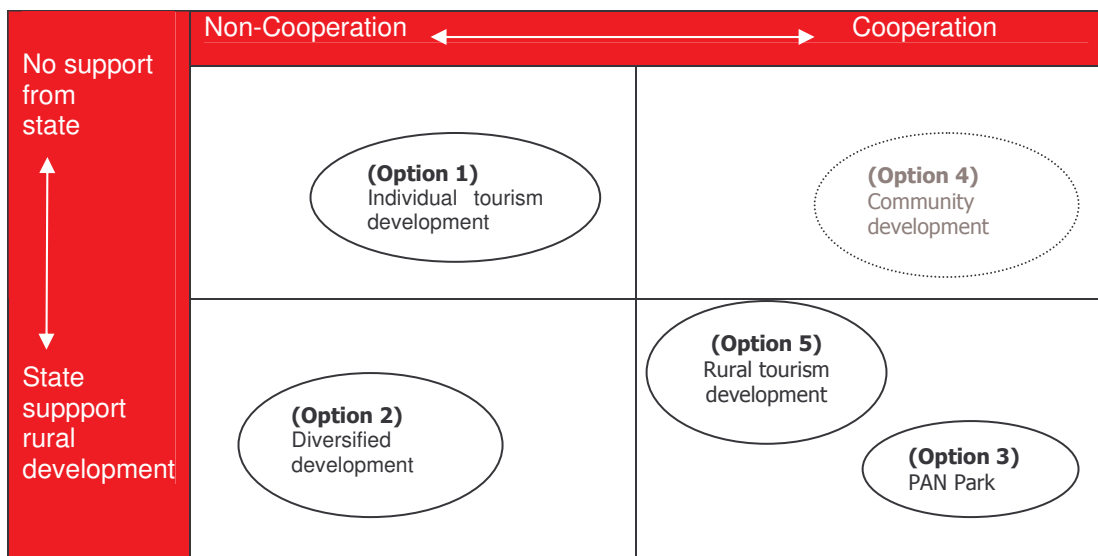 Non-Cooperation
Cooperation
No support
from
state
(Option 1)
Individual tourism
development
(Option 4)
Community
development
State
suppport
rural
development
(Option 2)
Diversified
development
(Option 5)
Rural tourism
development
(Option 3)
PAN Park